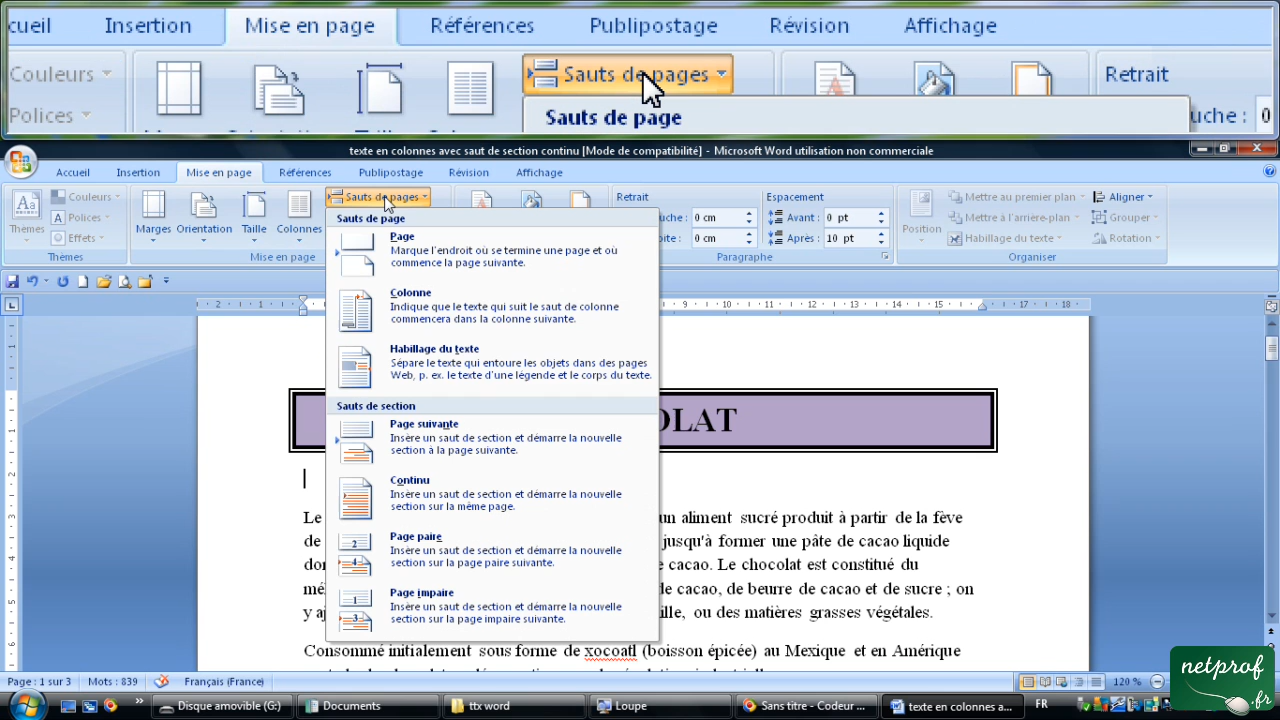 cueil Insertion Mise en page Références Publipostage Révision Affichage
Couleurs Sauts de pages Retrait
Polices Sauts de page uche : 0
texte en colonnes avec saut de section continu [Mode de compatibilité] - Microsoft Word utilisation non commerciale
Accueil Insertion Mise en page Références Publipostage Révision Affichage
Couleurs Sauts de pages Retrait Espacement Mettre au premier plan Aligner
Polices uche : 0 cm Avant : 0 pt Mettre à l'arrière-plan Grouper
Thèmes Effets Marges Orientation Taille Colonnes oite : 0 cm Après : 10 pt Position Habillage du texte Rotation
Thèmes Mise en page Paragraphe Organiser
Sauts de page
Page
Marque l'endroit où se termine une page et où
commence la page suivante.
Colonne
Indique que le texte qui suit le saut de colonne
commencera dans la colonne suivante.
Habillage du texte
Sépare le texte qui entoure les objets dans des pages
Web, p. ex. le texte d'une légende et le corps du texte.
Sauts de section
Page suivante
Insère un saut de section et démarre la nouvelle
section à la page suivante.
Continu
Insère un saut de section et démarre la nouvelle
section sur la même page.
Page paire
Insère un saut de section et démarre la nouvelle
section sur la page paire suivante.
Page impaire
Insère un saut de section et démarre la nouvelle
section sur la page impaire suivante.
2 1 1 9 10 11 12 13 14 15 17 18
OLAT
Le un aliment sucré produit à partir de la fève
de jusqu'à former une pâte de cacao liquide
cacao. Le chocolat est constitué du
de cacao, de beurre de cacao et de sucre ; on
y ou des matières grasses végétales.
Consommé initialement sous forme de xocoatl (boisson épicée) au Mexique et en Amérique
Page : 1 sur 3 Mots : 839 Français (France) 120 %
netprof
.fr
Disque amovible (G:) Documents ttx word Loupe Sans titre - Codeur ... texte en colonnes a... FR